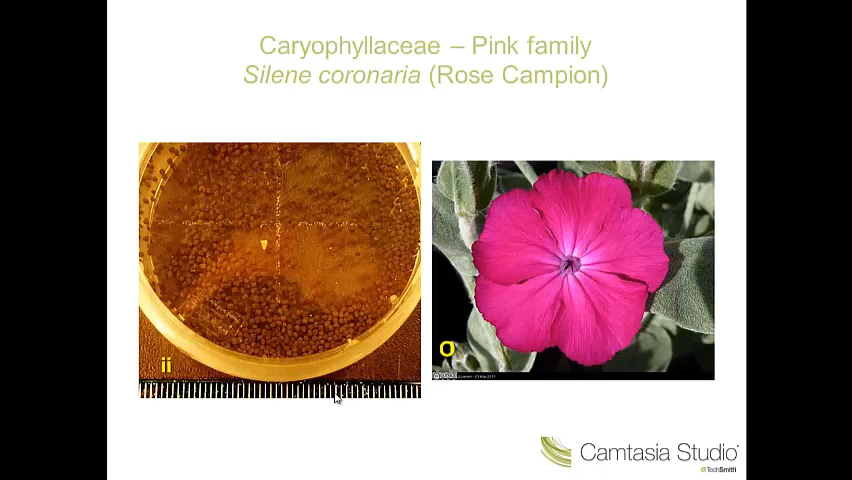 Caryophyllaceae – Pink family
Silene coronaria (Rose Campion)
ii
O
Camtasia Studio
TechSmith